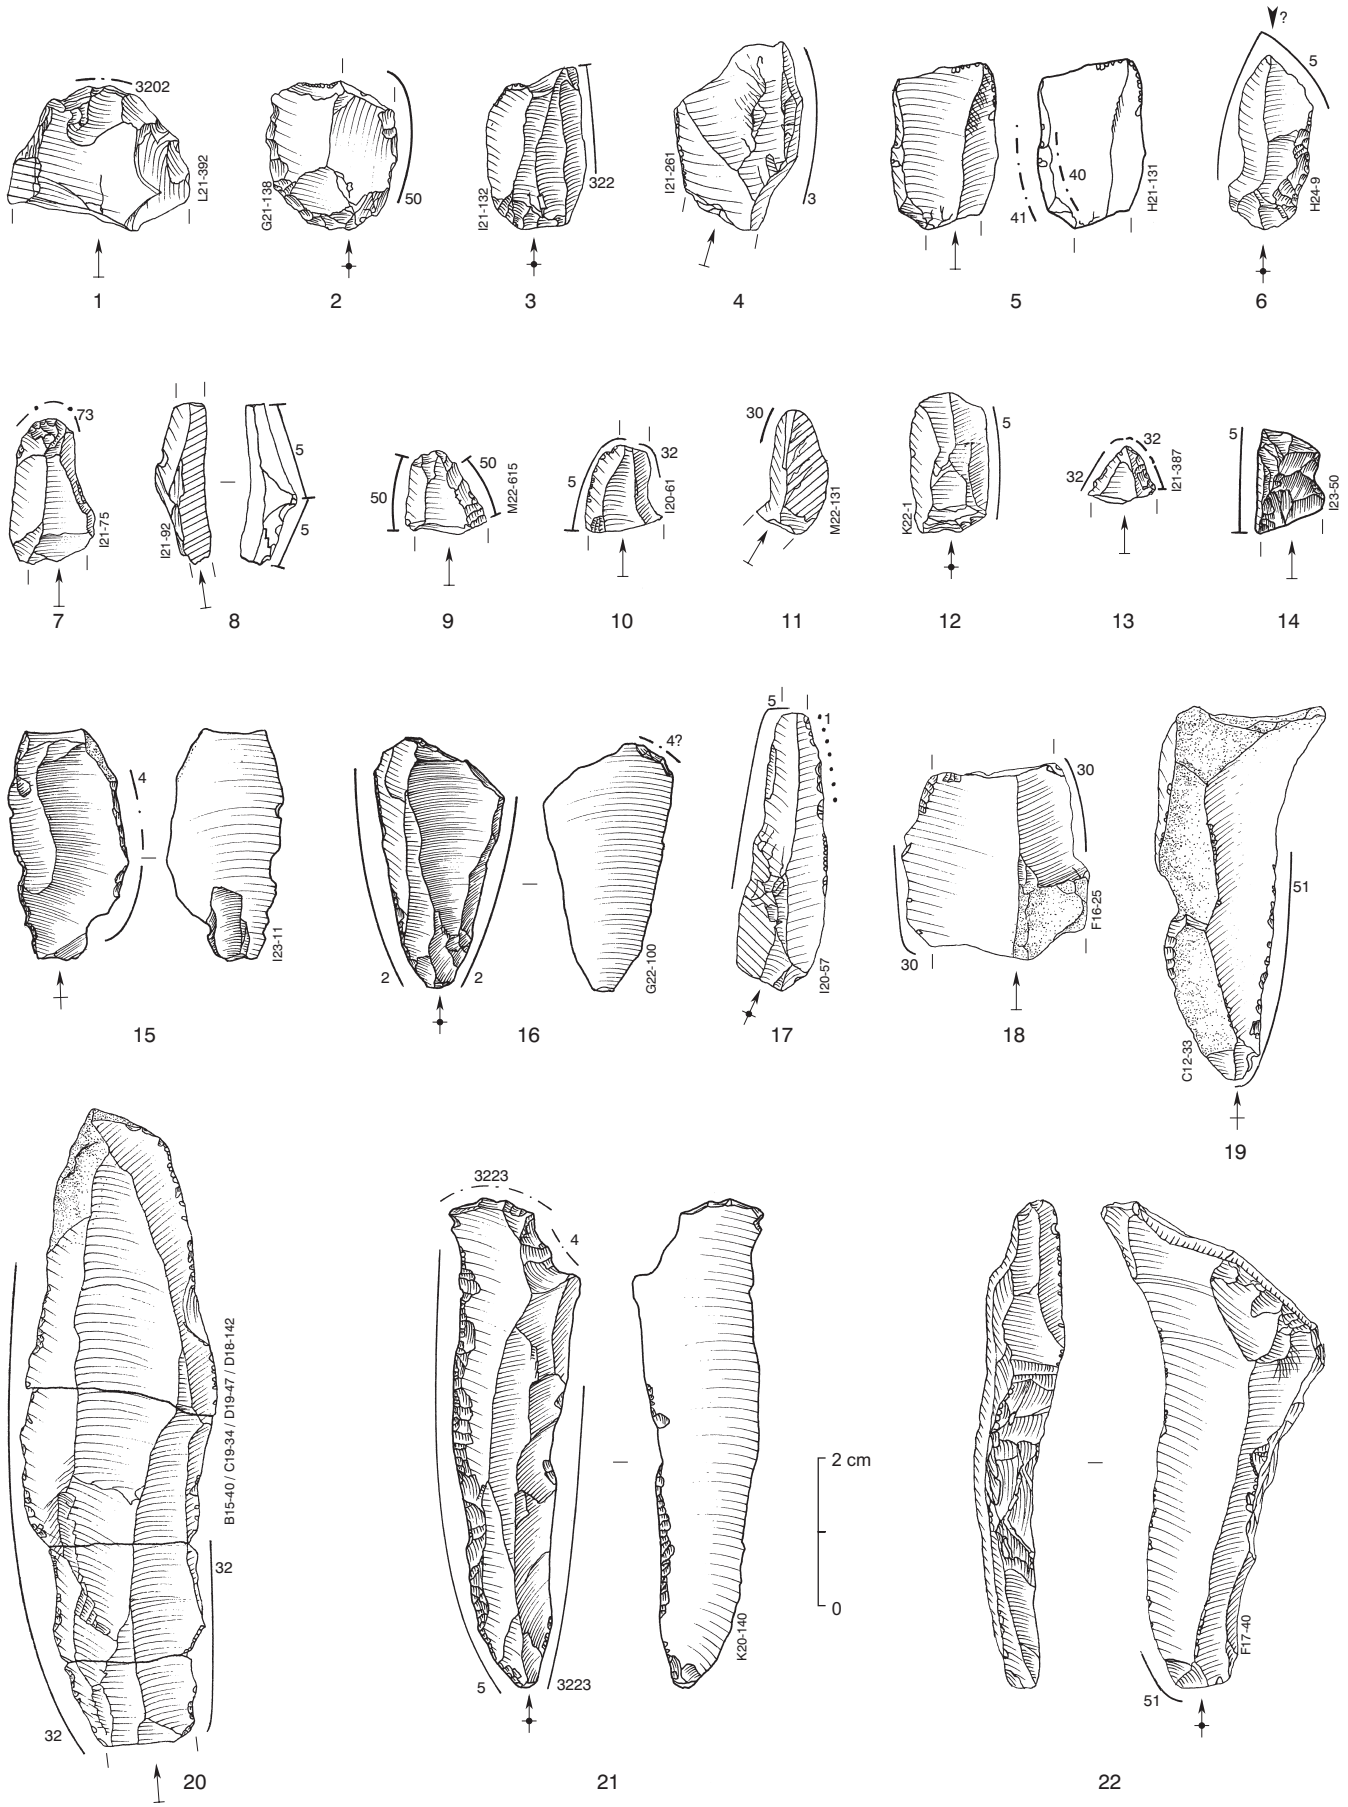 3202
L21-392
1
G21-138
50
2
I21-132
322
3
I21-261
3
4
40
41
H21-131
5
?
5
H24-9
6
73
I21-75
7
I21-92
5
5
8
50
50
M22-615
9
5
32
I20-61
10
30
M22-131
11
K22-1
5
12
32
32
I21-387
13
5
I23-50
14
4
I23-11
15
2
2
4?
G22-100
16
5
1
I20-57
17
30
30
F16-25
18
51
C12-33
19
B15-40 / C19-34 / D19-47 / D18-142
32
32
20
3223
4
5
3223
K20-140
21
2 cm
0
F17-40
51
22